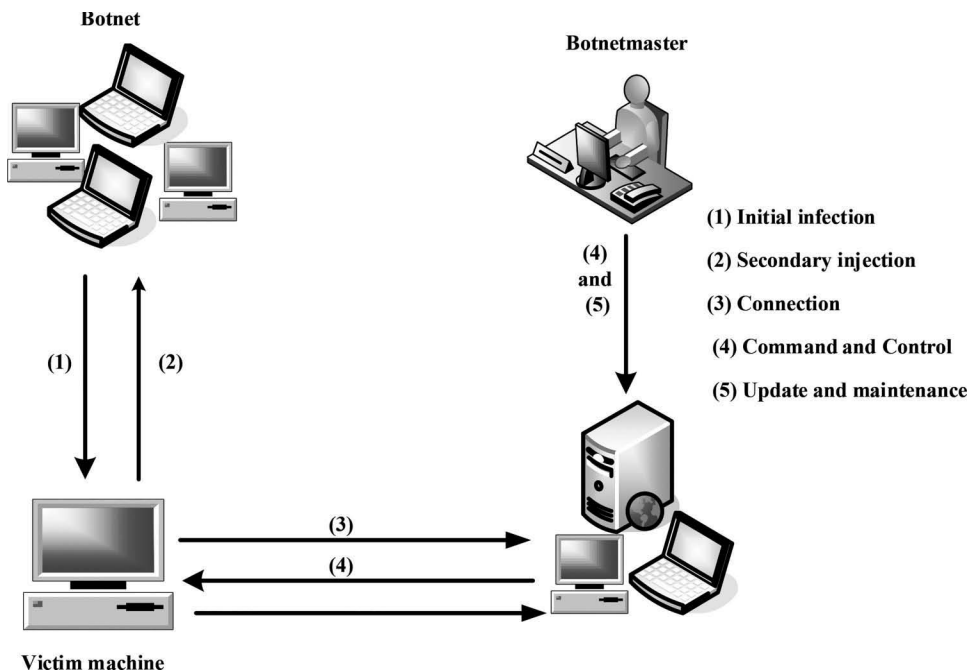 Botnet
Botnetmaster
(1) Initial infection
(2) Secondary injection
(3) Connection
(4) Command and Control
(5) Update and maintenance
(4)
and
(5)
(1)
(2)
(3)
(4)
Victim machine